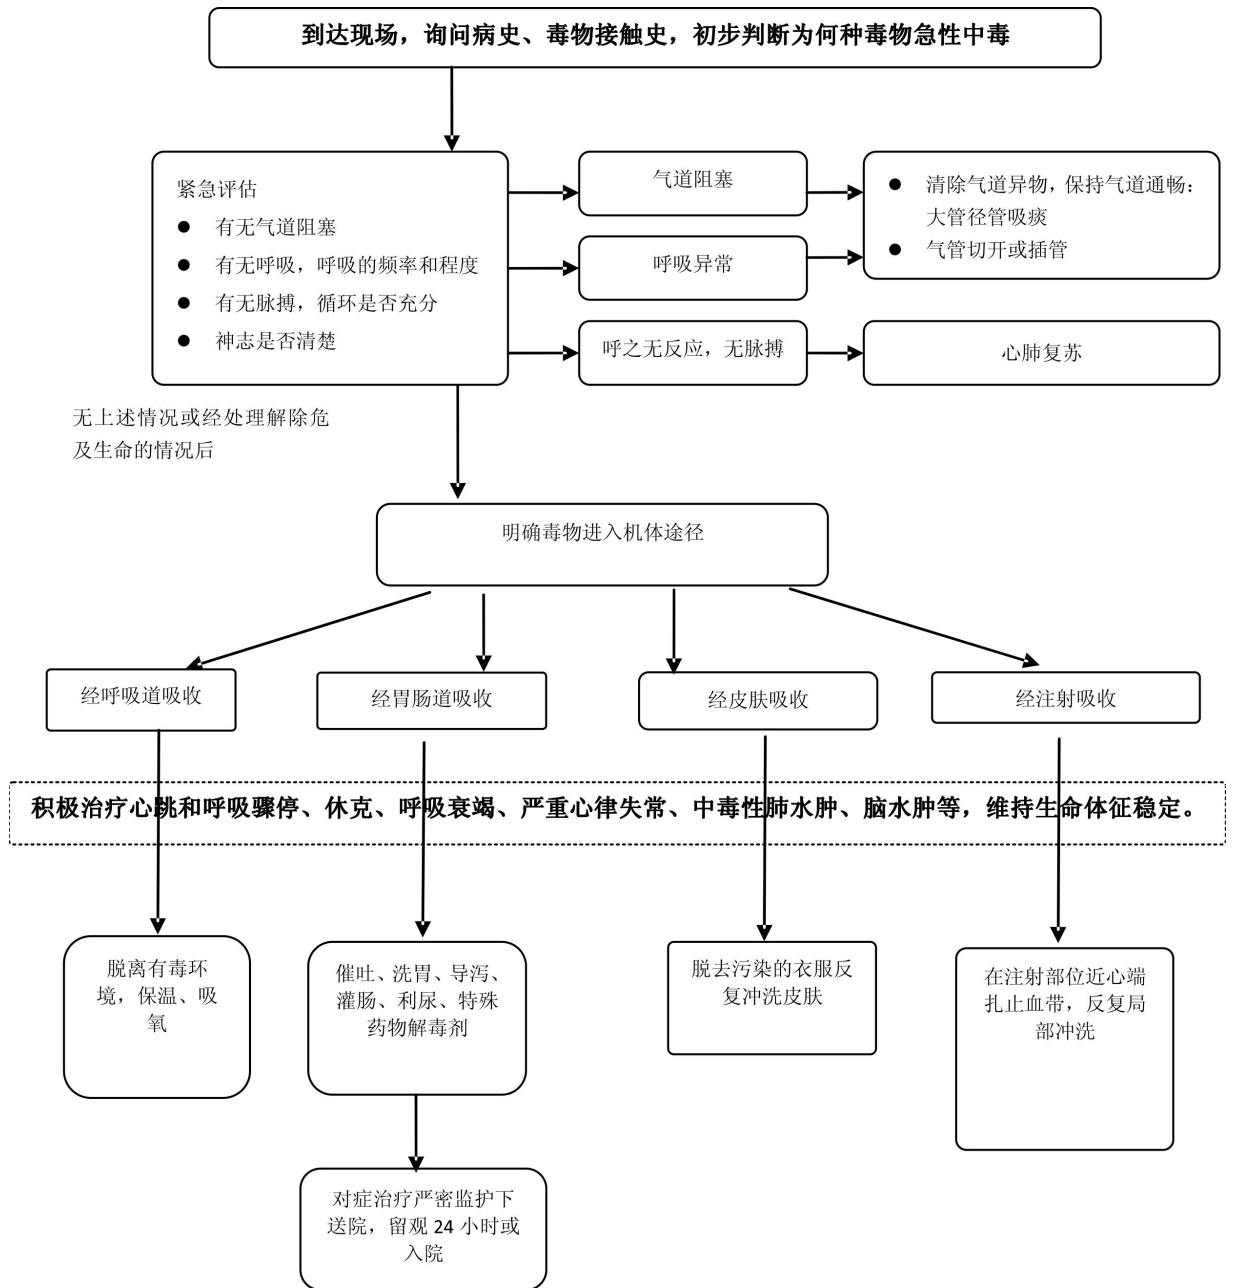 到达现场，询问病史、毒物接触史，初步判断为何种毒物急性中毒
紧急评估
● 有无气道阻塞
● 有无呼吸，呼吸的频率和程度
● 有无脉搏，循环是否充分
● 神志是否清楚
气道阻塞
呼吸异常
呼之无反应，无脉搏
● 清除气道异物，保持气道通畅：
大管径管吸痰
● 气管切开或插管
心肺复苏
无上述情况或经处理解除危
及生命的情况后
明确毒物进入机体途径
经呼吸道吸收
经胃肠道吸收
经皮肤吸收
经注射吸收
积极治疗心跳和呼吸骤停、休克、呼吸衰竭、严重心律失常、中毒性肺水肿、脑水肿等，维持生命体征稳定。
脱离有毒环
境，保温、吸
氧
催吐、洗胃、导泻、
灌肠、利尿、特殊
药物解毒剂
脱去污染的衣服反
复冲洗皮肤
在注射部位近心端
扎止血带，反复局
部冲洗
对症治疗严密监护下
送院，留观 24 小时或
入院